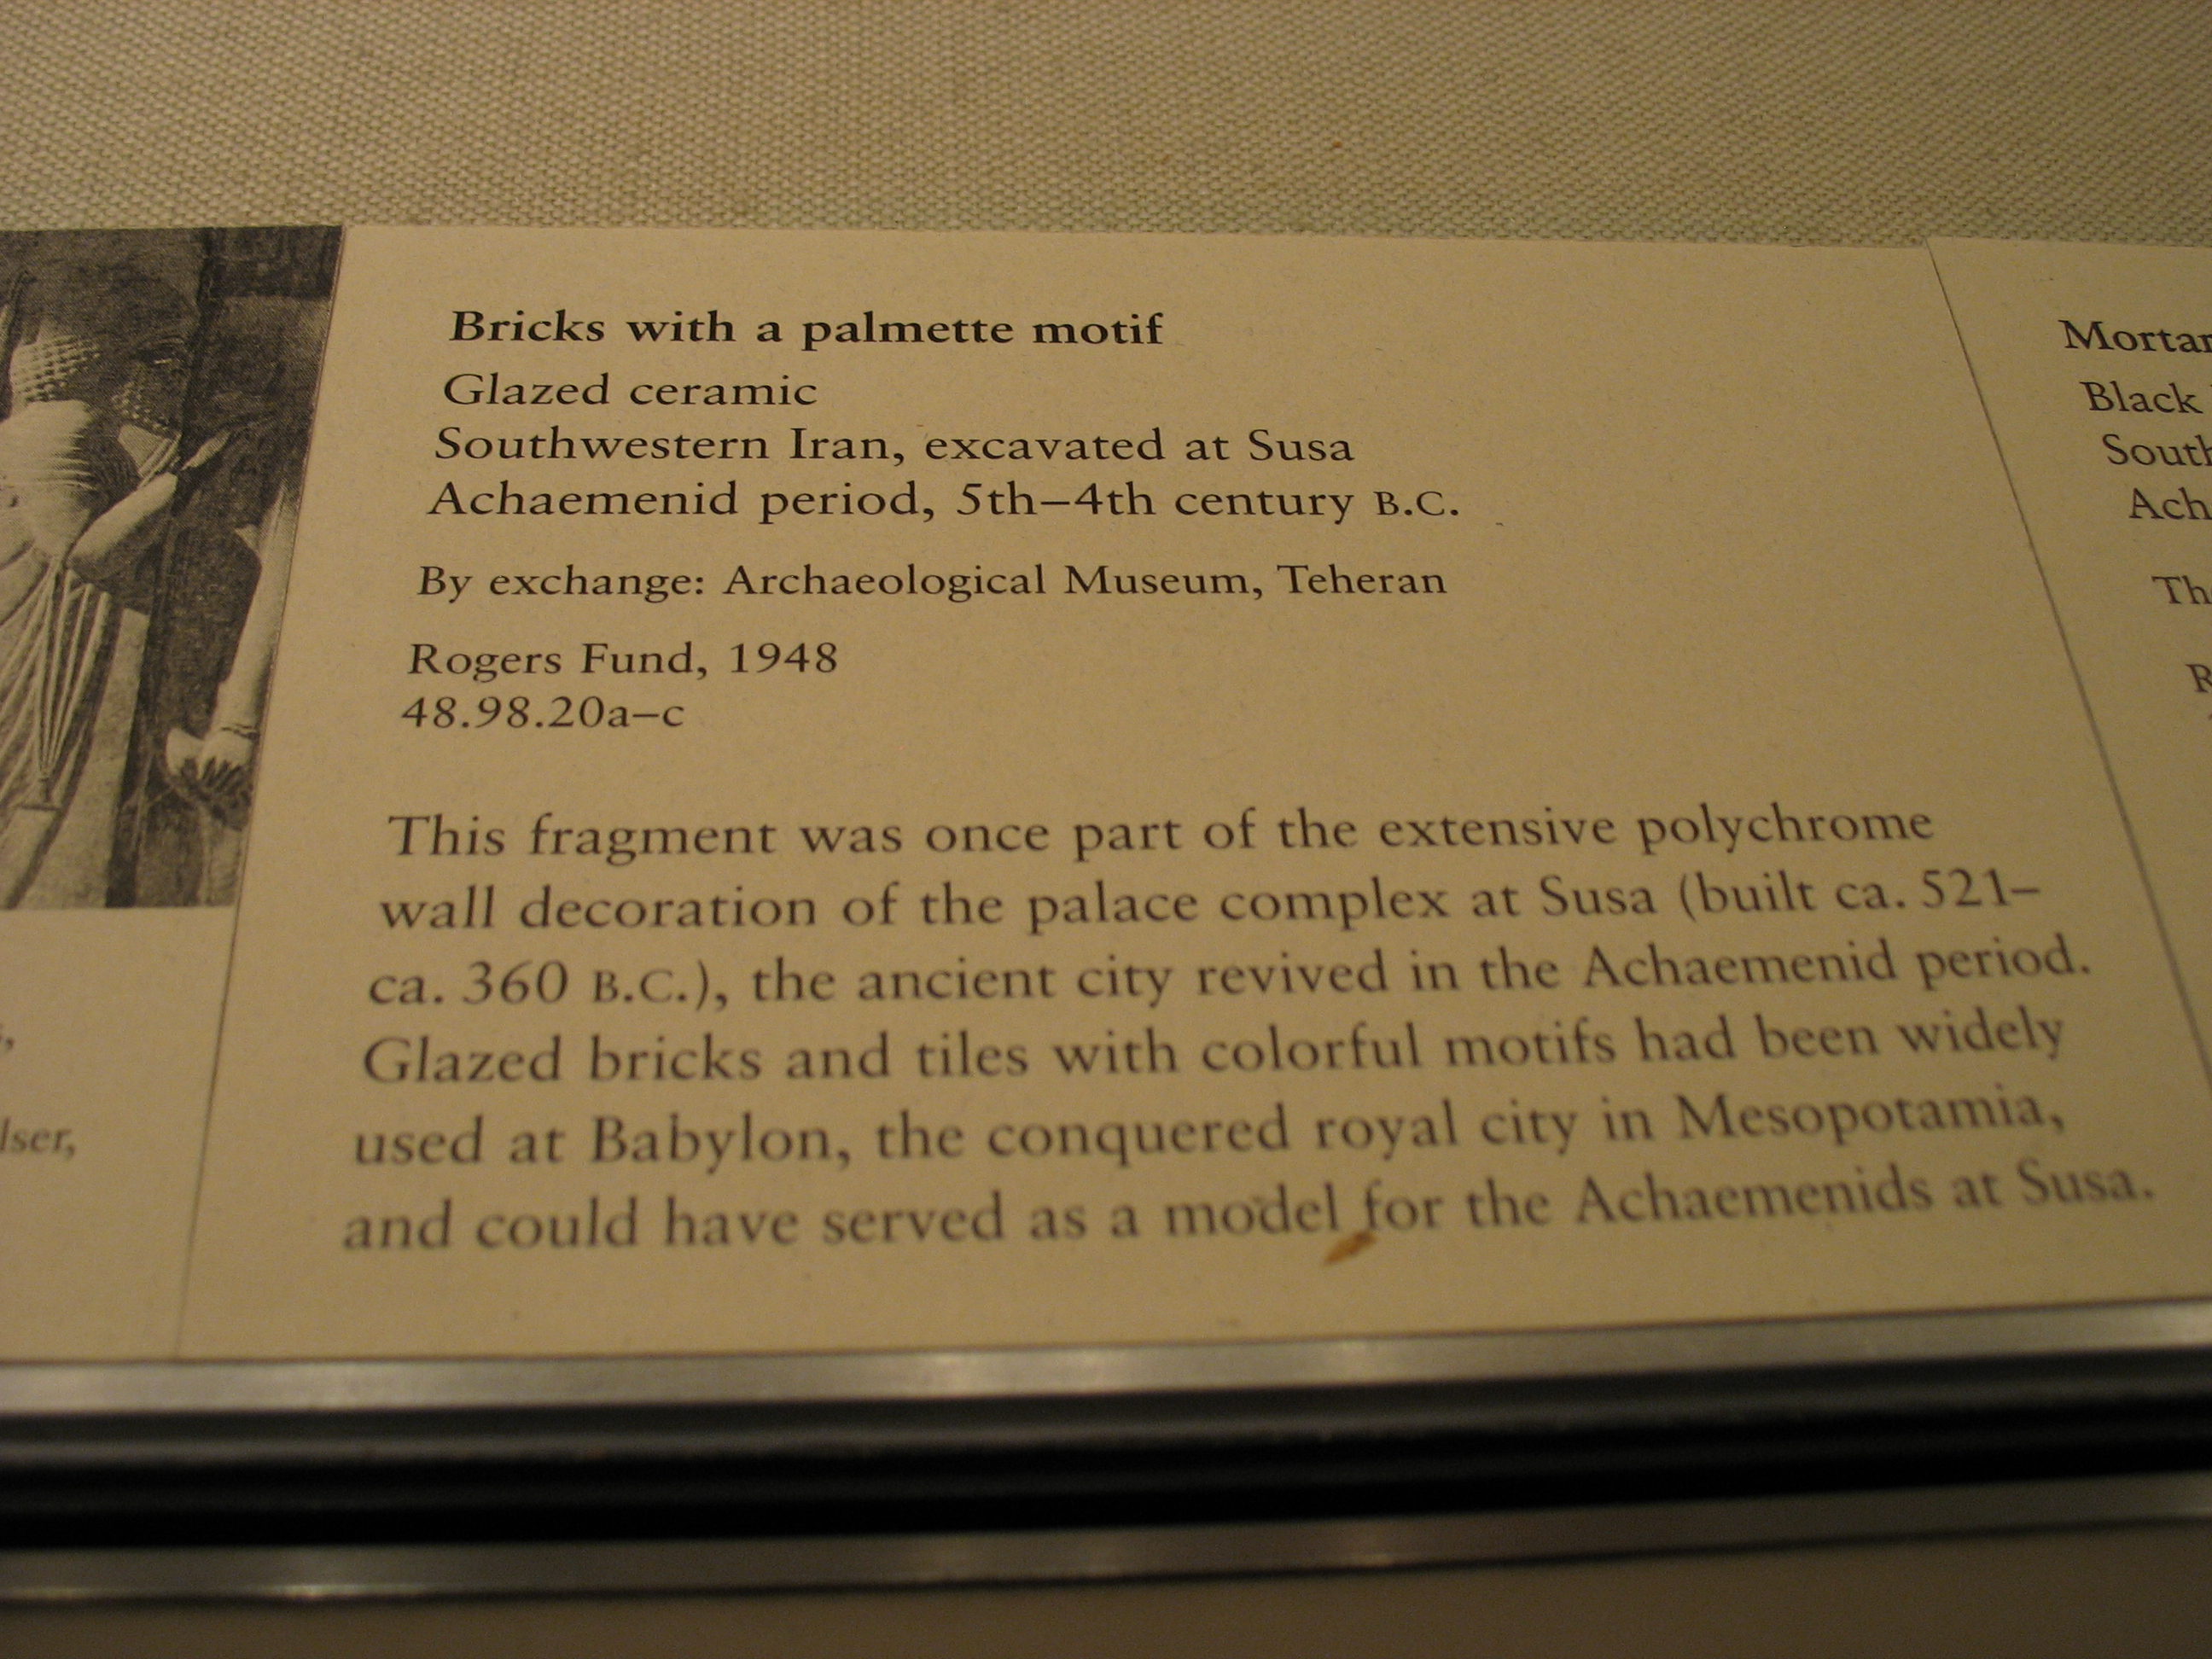 Bricks with a palmette motif
Glazed ceramic
Southwestern Iran, excavated at Susa
Achaemenid period, 5th–4th century B.C.
By exchange: Archaeological Museum, Teheran
Rogers Fund, 1948
48.98.20a–c
This fragment was once part of the extensive polychrome
wall decoration of the palace complex at Susa (built ca. 521–
ca. 360 B.C.), the ancient city revived in the Achaemenid period.
Glazed bricks and tiles with colorful motifs had been widely
used at Babylon, the conquered royal city in Mesopotamia,
and could have served as a model for the Achaemenids at Susa.
Mortar
Black
South
Ach